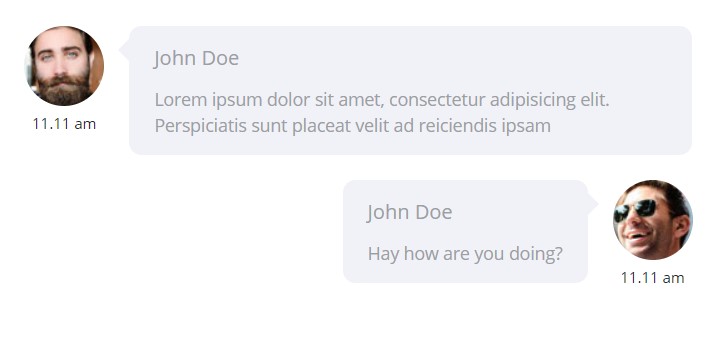 John Doe
Lorem ipsum dolor sit amet, consectetur adipisicing elit.
Perspiciatis sunt placeat velit ad reiciendis ipsam
11.11 am
John Doe
Hay how are you doing?
11.11 am